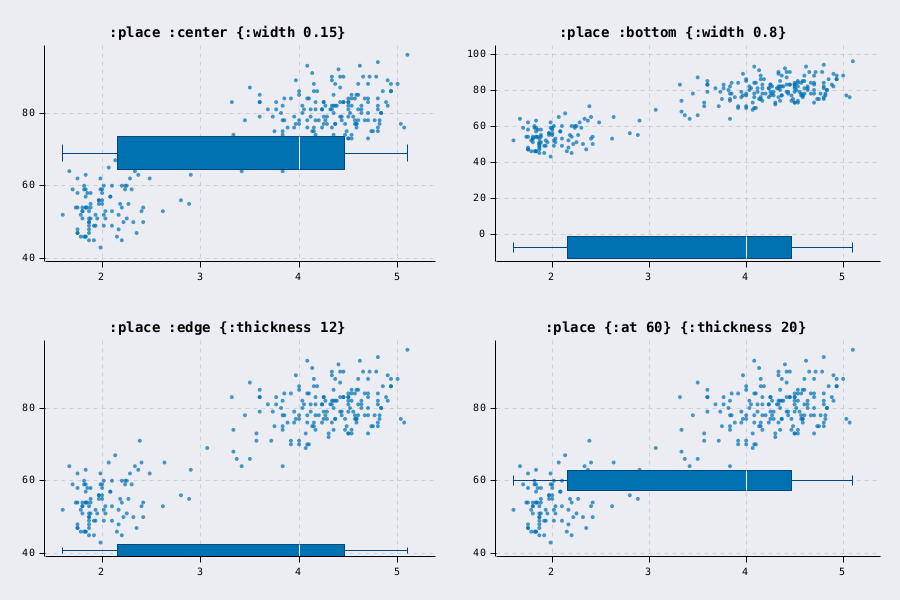 :place :center {:width 0.15}
80
60
40
2 3 4 5
:place :bottom {:width 0.8}
100
80
60
40
20
0
2 3 4 5
:place :edge {:thickness 12}
80
60
40
2 3 4 5
:place {:at 60} {:thickness 20}
80
60
40
2 3 4 5